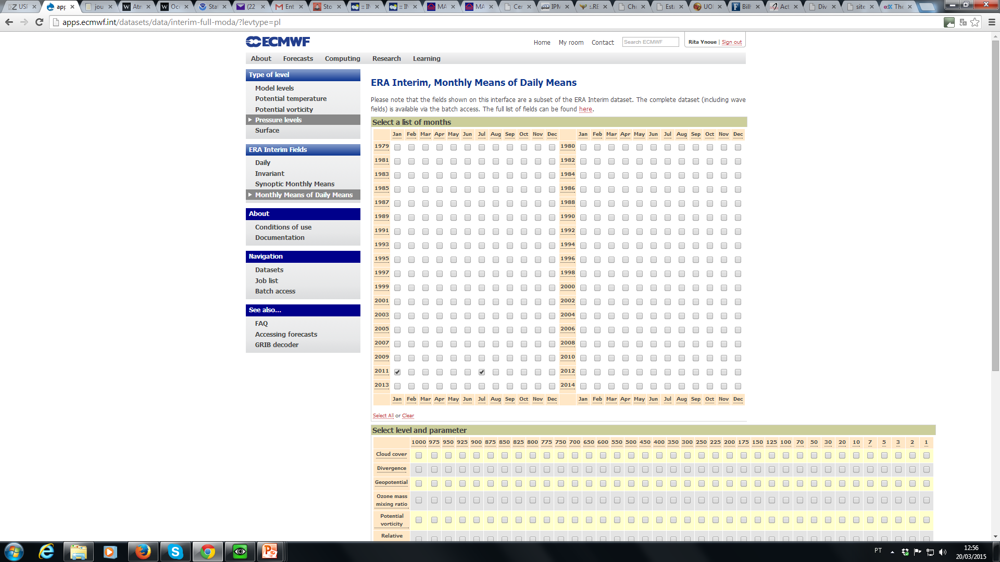 USF
app
jou
Atn
Oce
Stat
(22
Ent
Sto
:: IN
:: IN
MA
MA
Cer
IPM
:.RE
Che
Esta
UOI
Bill
Act
Div
site
The
apps.ecmwf.int/datasets/data/interim-full-moda/?levtype=pl
ECMWF
Home My room Contact Search ECMWF Rita Ynoue | Sign out
About Forecasts Computing Research Learning
Type of level
Model levels
Potential temperature
Potential vorticity
Pressure levels
Surface
ERA Interim Fields
Daily
Invariant
Synoptic Monthly Means
Monthly Means of Daily Means
About
Conditions of use
Documentation
Navigation
Datasets
Job list
Batch access
See also...
FAQ
Accessing forecasts
GRIB decoder
ERA Interim, Monthly Means of Daily Means
Please note that the fields shown on this interface are a subset of the ERA Interim dataset. The complete dataset (including wave
fields) is available via the batch access. The full list of fields can be found here.
Select a list of months
Jan Feb Mar Apr May Jun Jul Aug Sep Oct Nov Dec Jan Feb Mar Apr May Jun Jul Aug Sep Oct Nov Dec
1979 1980
1981 1982
1983 1984
1985 1986
1987 1988
1989 1990
1991 1992
1993 1994
1995 1996
1997 1998
1999 2000
2001 2002
2003 2004
2005 2006
2007 2008
2009 2010
2011 2012
2013 2014
Jan Feb Mar Apr May Jun Jul Aug Sep Oct Nov Dec Jan Feb Mar Apr May Jun Jul Aug Sep Oct Nov Dec
Select All or Clear
Select level and parameter
1000 975 950 925 900 875 850 825 800 775 750 700 650 600 550 500 450 400 350 300 250 225 200 175 150 125 100 70 50 30 20 10 7 5 3 2 1
Cloud cover
Divergence
Geopotential
Ozone mass
mixing ratio
Potential
vorticity
Relative
PT
12:56
20/03/2015